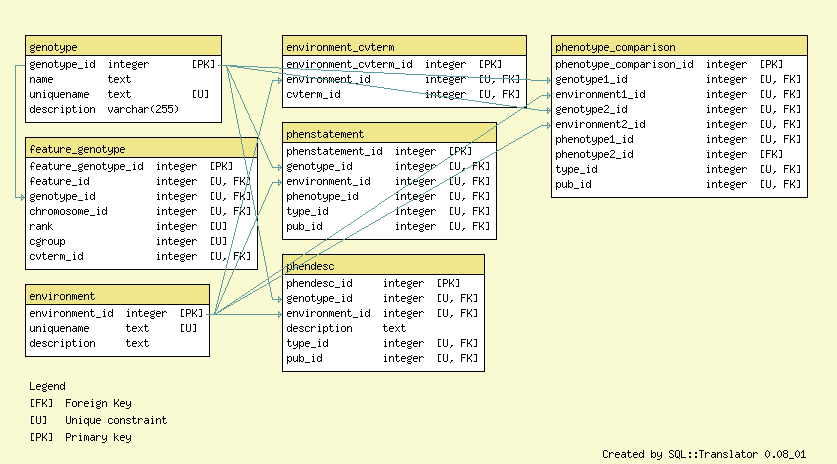 genotype
genotype_id integer [PK]
name text
uniquename text [U]
description varchar(255)
feature_genotype
feature_genotype_id integer [PK]
feature_id integer [U, FK]
genotype_id integer [U, FK]
chromosome_id integer [U, FK]
rank integer [U]
cgroup integer [U]
cvterm_id integer [U, FK]
environment
environment_id integer [PK]
uniquename text [U]
description text
environment_cvterm
environment_cvterm_id integer [PK]
environment_id integer [U, FK]
cvterm_id integer [U, FK]
phenstatement
phenstatement_id integer [PK]
genotype_id integer [U, FK]
environment_id integer [U, FK]
phenotype_id integer [U, FK]
type_id integer [U, FK]
pub_id integer [U, FK]
phendesc
phendesc_id integer [PK]
genotype_id integer [U, FK]
environment_id integer [U, FK]
description text
type_id integer [U, FK]
pub_id integer [U, FK]
phenotype_comparison
phenotype_comparison_id integer [PK]
genotype1_id integer [U, FK]
environment1_id integer [U, FK]
genotype2_id integer [U, FK]
environment2_id integer [U, FK]
phenotype1_id integer [U, FK]
phenotype2_id integer [FK]
type_id integer [U, FK]
pub_id integer [U, FK]
Legend
[FK] Foreign Key
[U] Unique constraint
[PK] Primary key
Created by SQL::Translator 0.08_01